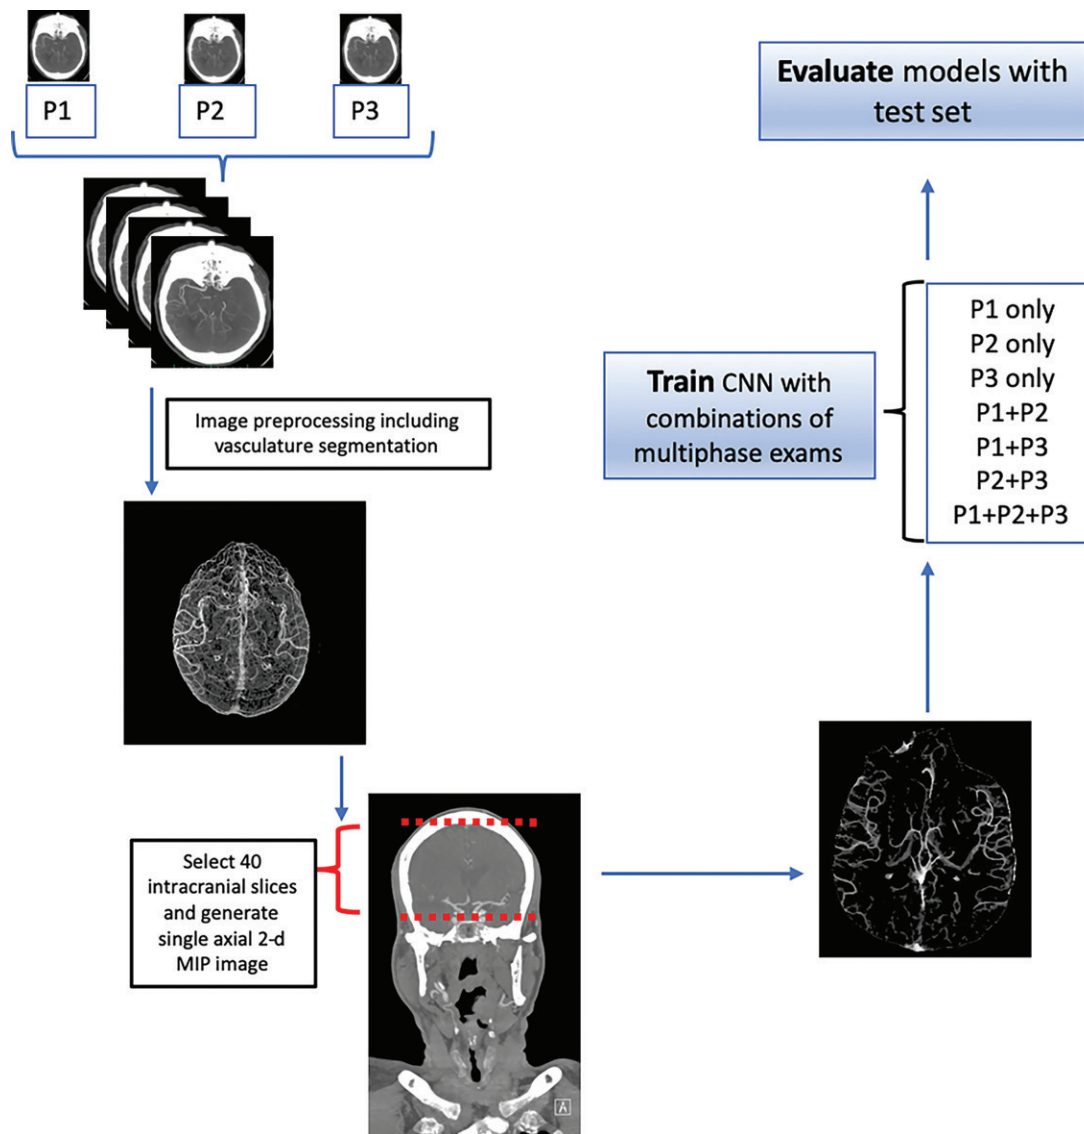 P1
P2
P3
Image preprocessing including
vasculature segmentation
Select 40
intracranial slices
and generate
single axial 2-d
MIP image
A
Train CNN with
combinations of
multiphase exams
P1 only
P2 only
P3 only
P1+P2
P1+P3
P2+P3
P1+P2+P3
Evaluate models with
test set